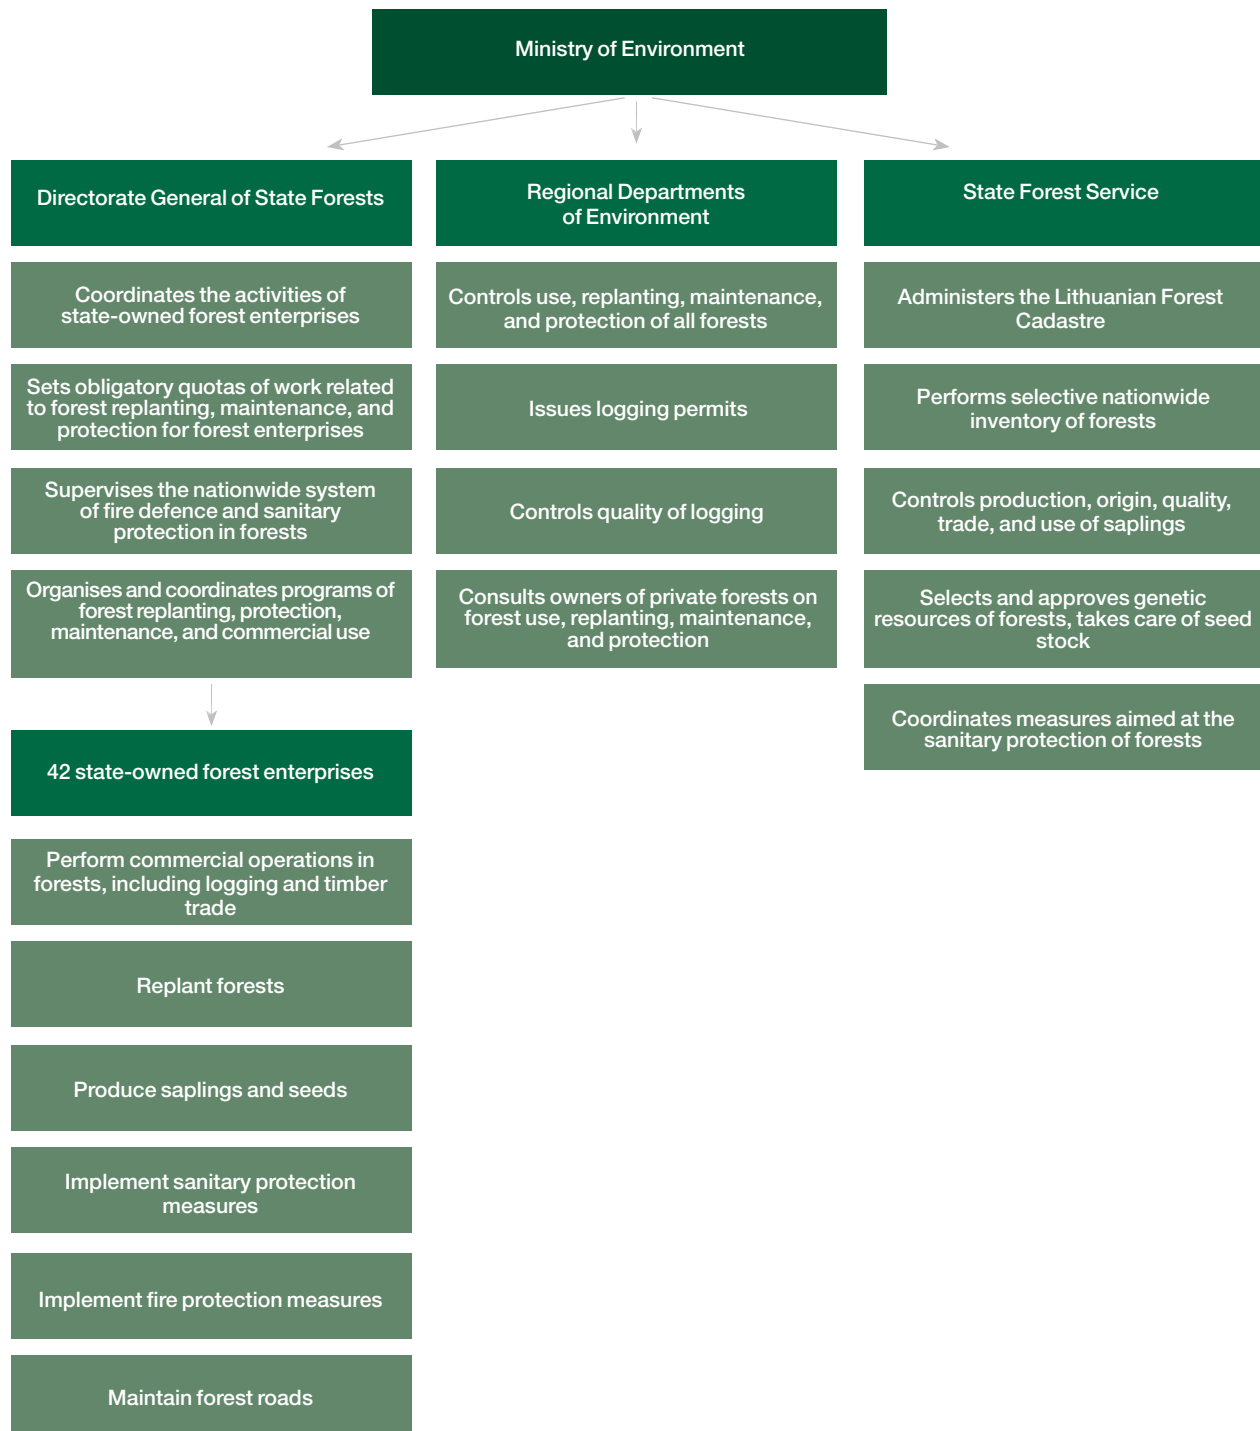 Ministry of Environment
Directorate General of State Forests
Coordinates the activities of
state-owned forest enterprises
Sets obligatory quotas of work related
to forest replanting, maintenance, and
protection for forest enterprises
Supervises the nationwide system
of fire defence and sanitary
protection in forests
Organises and coordinates programs of
forest replanting, protection,
maintenance, and commercial use
42 state-owned forest enterprises
Perform commercial operations in
forests, including logging and timber
trade
Replant forests
Produce saplings and seeds
Implement sanitary protection
measures
Implement fire protection measures
Maintain forest roads
Regional Departments
of Environment
Controls use, replanting, maintenance,
and protection of all forests
Issues logging permits
Controls quality of logging
Consults owners of private forests on
forest use, replanting, maintenance,
and protection
State Forest Service
Administers the Lithuanian Forest
Cadastre
Performs selective nationwide
inventory of forests
Controls production, origin, quality,
trade, and use of saplings
Selects and approves genetic
resources of forests, takes care of seed
stock
Coordinates measures aimed at the
sanitary protection of forests